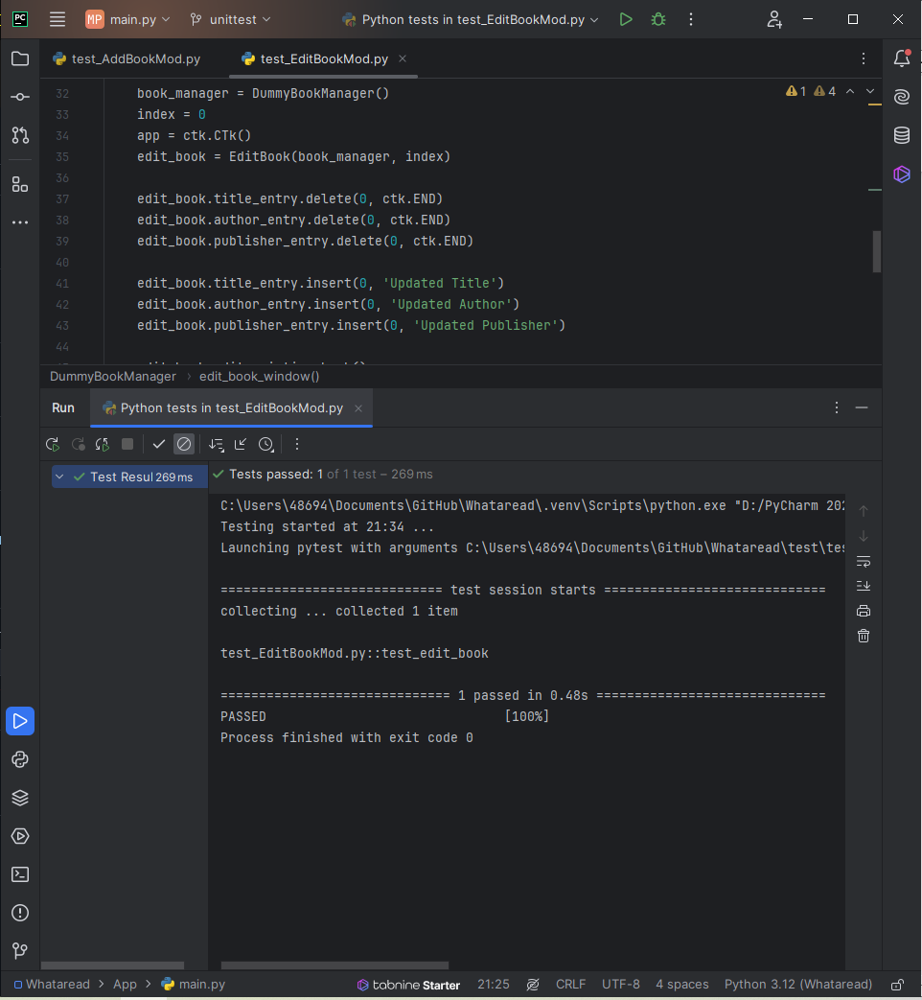 PC MP main.py unittest Python tests in test_EditBookMod.py
test_AddBookMod.py test_EditBookMod.py
1 4
32 book_manager = DummyBookManager()
33 index = 0
34 app = ctk.CTk()
35 edit_book = EditBook(book_manager, index)
36
37 edit_book.title_entry.delete(0, ctk.END)
38 edit_book.author_entry.delete(0, ctk.END)
39 edit_book.publisher_entry.delete(0, ctk.END)
40
41 edit_book.title_entry.insert(0, 'Updated Title')
42 edit_book.author_entry.insert(0, 'Updated Author')
43 edit_book.publisher_entry.insert(0, 'Updated Publisher')
44
DummyBookManager edit_book_window()
Run Python tests in test_EditBookMod.py
Test Resul 269 ms
Tests passed: 1 of 1 test – 269 ms
C:\Users\48694\Documents\GitHub\Whataread\.venv\Scripts\python.exe "D:/PyCharm 202
Testing started at 21:34 ...
Launching pytest with arguments C:\Users\48694\Documents\GitHub\Whataread\test\tes
============================= test session starts =============================
collecting ... collected 1 item
test_EditBookMod.py::test_edit_book
============================== 1 passed in 0.48s ==============================
PASSED [100%]
Process finished with exit code 0
Whataread App main.py tabnine Starter 21:25 CRLF UTF-8 4 spaces Python 3.12 (Whataread)